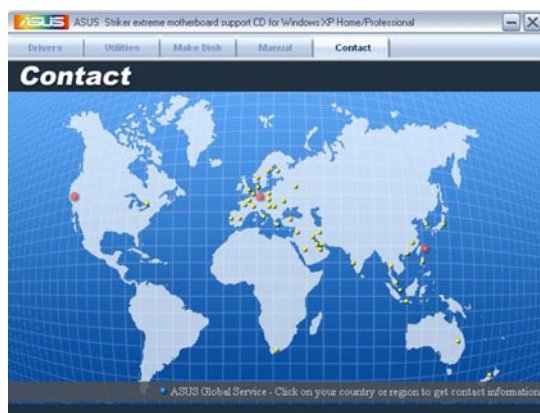 ASUS ASUS Striker extreme motherboard support CD for Windows XP Home/Professional
Drivers Utilities Make Disk Manual Contact
Contact
ASUS Global Service - Click on your country or region to get contact information